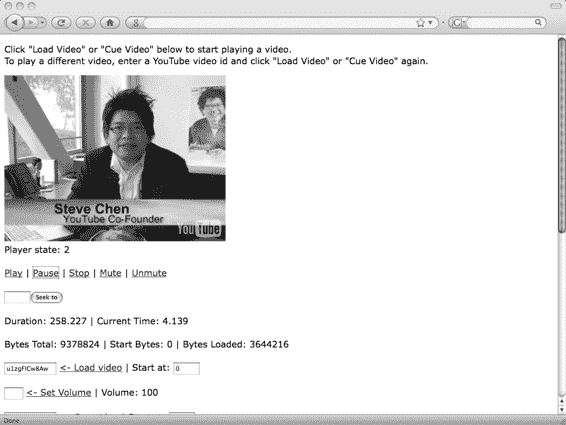 Click "Load Video" or "Cue Video" below to start playing a video.
To play a different video, enter a YouTube video id and click "Load Video" or "Cue Video" again.
Steve Chen
YouTube Co-Founder
YouTube
Player state: 2
Play | Pause | Stop | Mute | Unmute
Seek to
Duration: 258.227 | Current Time: 4.139
Bytes Total: 9378824 | Start Bytes: 0 | Bytes Loaded: 3644216
u1zgFlCw8Aw <- Load video | Start at: 0
<- Set Volume | Volume: 100
Done